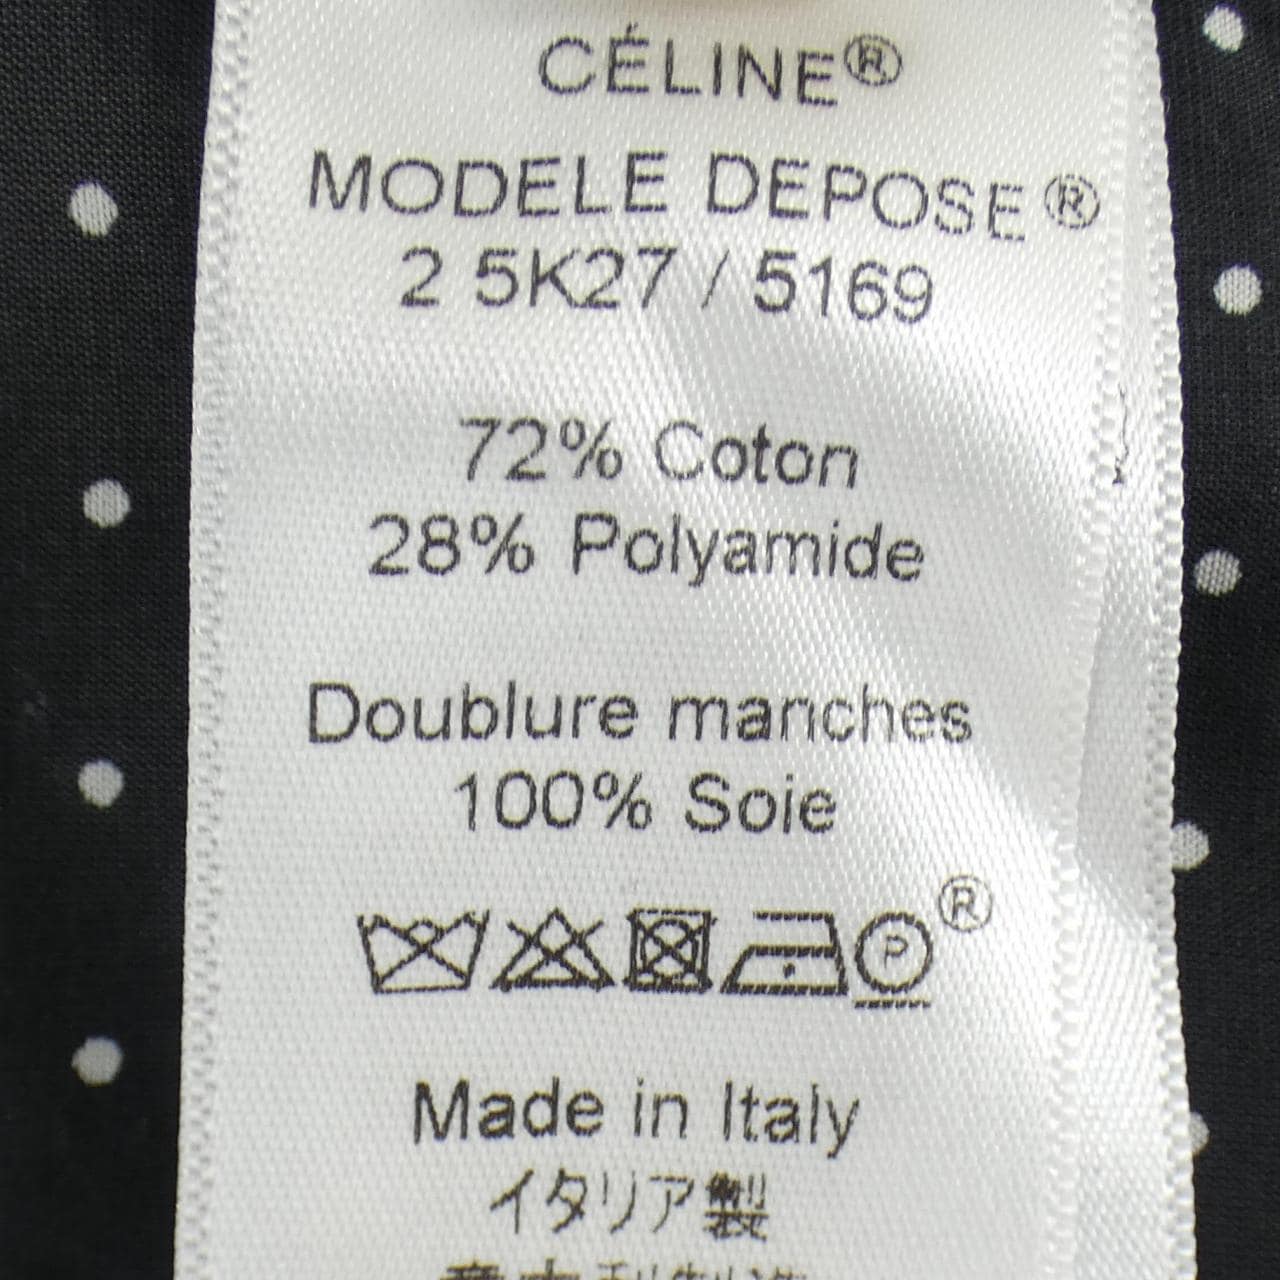 CÉLINE®
MODELE DEPOSE®
2 5K27 / 5169
72% Coton
28% Polyamide
Doublure manches
100% Soie
P ®
Made in Italy
イタリア製